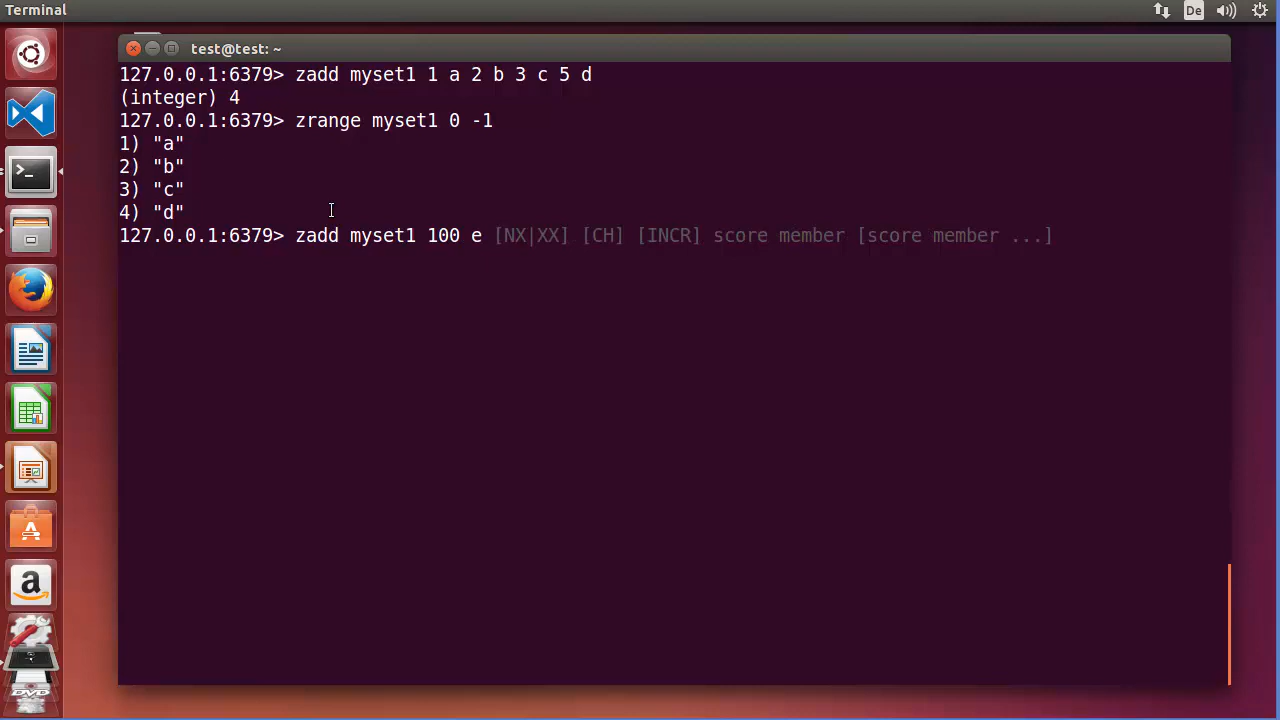 Terminal
De
test@test: ~
127.0.0.1:6379> zadd myset1 1 a 2 b 3 c 5 d
(integer) 4
127.0.0.1:6379> zrange myset1 0 -1
1) "a"
2) "b"
3) "c"
4) "d"
127.0.0.1:6379> zadd myset1 100 e [NX|XX] [CH] [INCR] score member [score member ...]
DVD